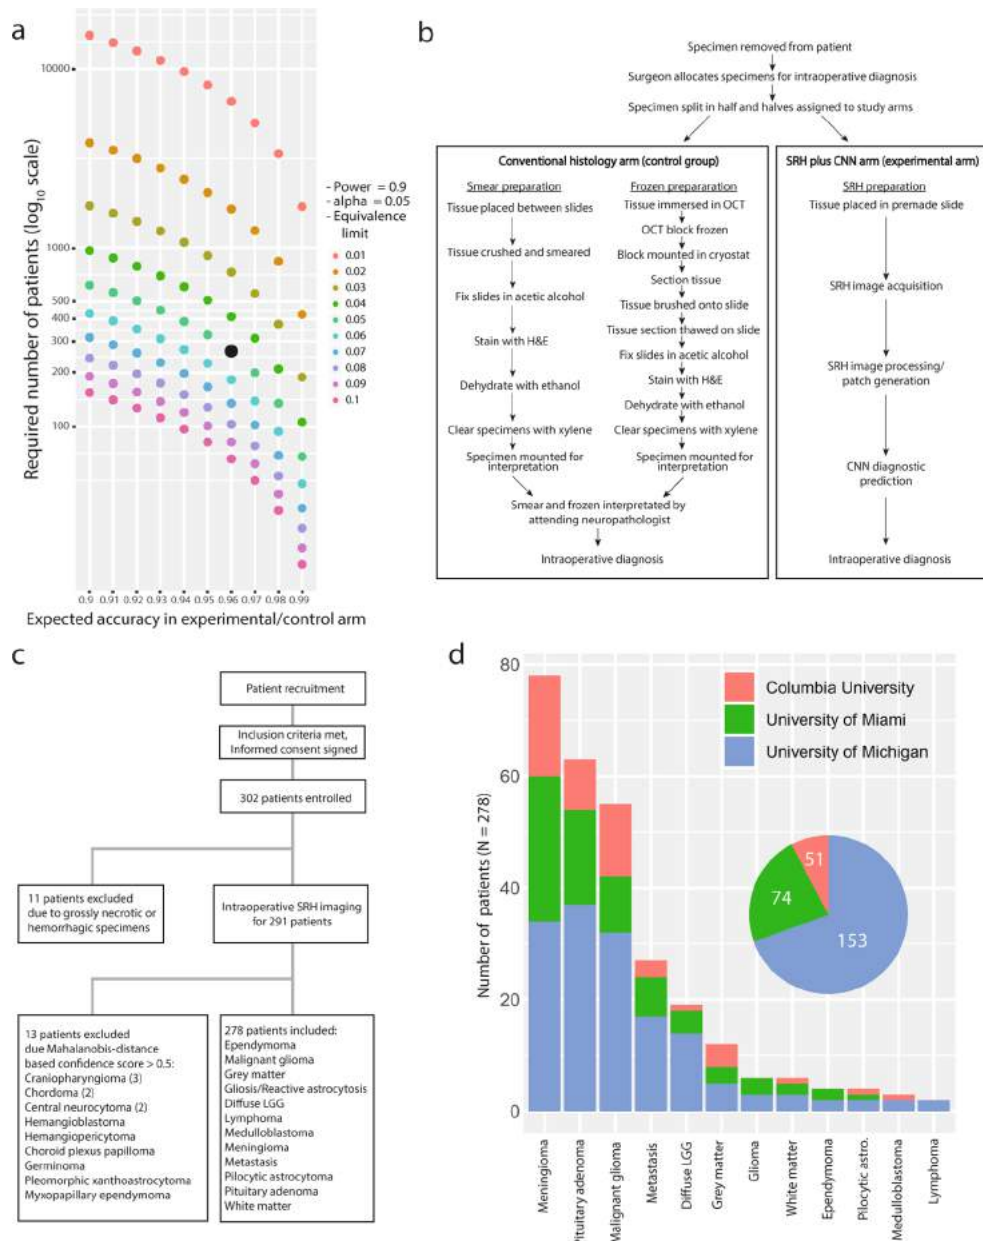 a
Required number of patients (log10 scale)
10000
1000
500
400
300
200
100
0.9 0.91 0.92 0.93 0.94 0.95 0.96 0.97 0.98 0.99
Expected accuracy in experimental/control arm
- Power = 0.9
- alpha = 0.05
- Equivalence
limit
0.01
0.02
0.03
0.04
0.05
0.06
0.07
0.08
0.09
0.1
b
Specimen removed from patient
Surgeon allocates specimens for intraoperative diagnosis
Specimen split in half and halves assigned to study arms
Conventional histology arm (control group)
Smear preparation
Tissue placed between slides
Tissue crushed and smeared
Fix slides in acetic alcohol
Stain with H&E
Dehydrate with ethanol
Clear specimens with xylene
Specimen mounted for
interpretation
Frozen prepararation
Tissue immersed in OCT
OCT block frozen
Block mounted in cryostat
Section tissue
Tissue brushed onto slide
Tissue section thawed on slide
Fix slides in acetic alcohol
Stain with H&E
Dehydrate with ethanol
Clear specimens with xylene
Specimen mounted for
interpretation
Smear and frozen interpretated by
attending neuropathologist
Intraoperative diagnosis
SRH plus CNN arm (experimental arm)
SRH preparation
Tissue placed in premade slide
SRH image acquisition
SRH image processing/
patch generation
CNN diagnostic
prediction
Intraoperative diagnosis
c
Patient recruitment
Inclusion criteria met,
Informed consent signed
302 patients entrolled
11 patients excluded
due to grossly necrotic or
hemorrhagic specimens
Intraoperative SRH imaging
for 291 patients
13 patients excluded
due Mahalanobis-distance
based confidence score > 0.5:
Craniopharyngioma (3)
Chordoma (2)
Central neurocytoma (2)
Hemangioblastoma
Hemangiopericytoma
Choroid plexus papilloma
Germinoma
Pleomorphic xanthoastrocytoma
Myxopapillary ependymoma
278 patients included:
Ependymoma
Malignant glioma
Grey matter
Gliosis/Reactive astrocytosis
Diffuse LGG
Lymphoma
Medulloblastoma
Meningioma
Metastasis
Pilocytic astrocytoma
Pituitary adenoma
White matter
d
Number of patients (N = 278)
80
60
40
20
0
Columbia University
University of Miami
University of Michigan
51
74
153
Meningioma
Pituitary adenoma
Malignant glioma
Metastasis
Diffuse LGG
Grey matter
Glioma
White matter
Ependymoma
Pilocytic astro.
Medulloblastoma
Lymphoma